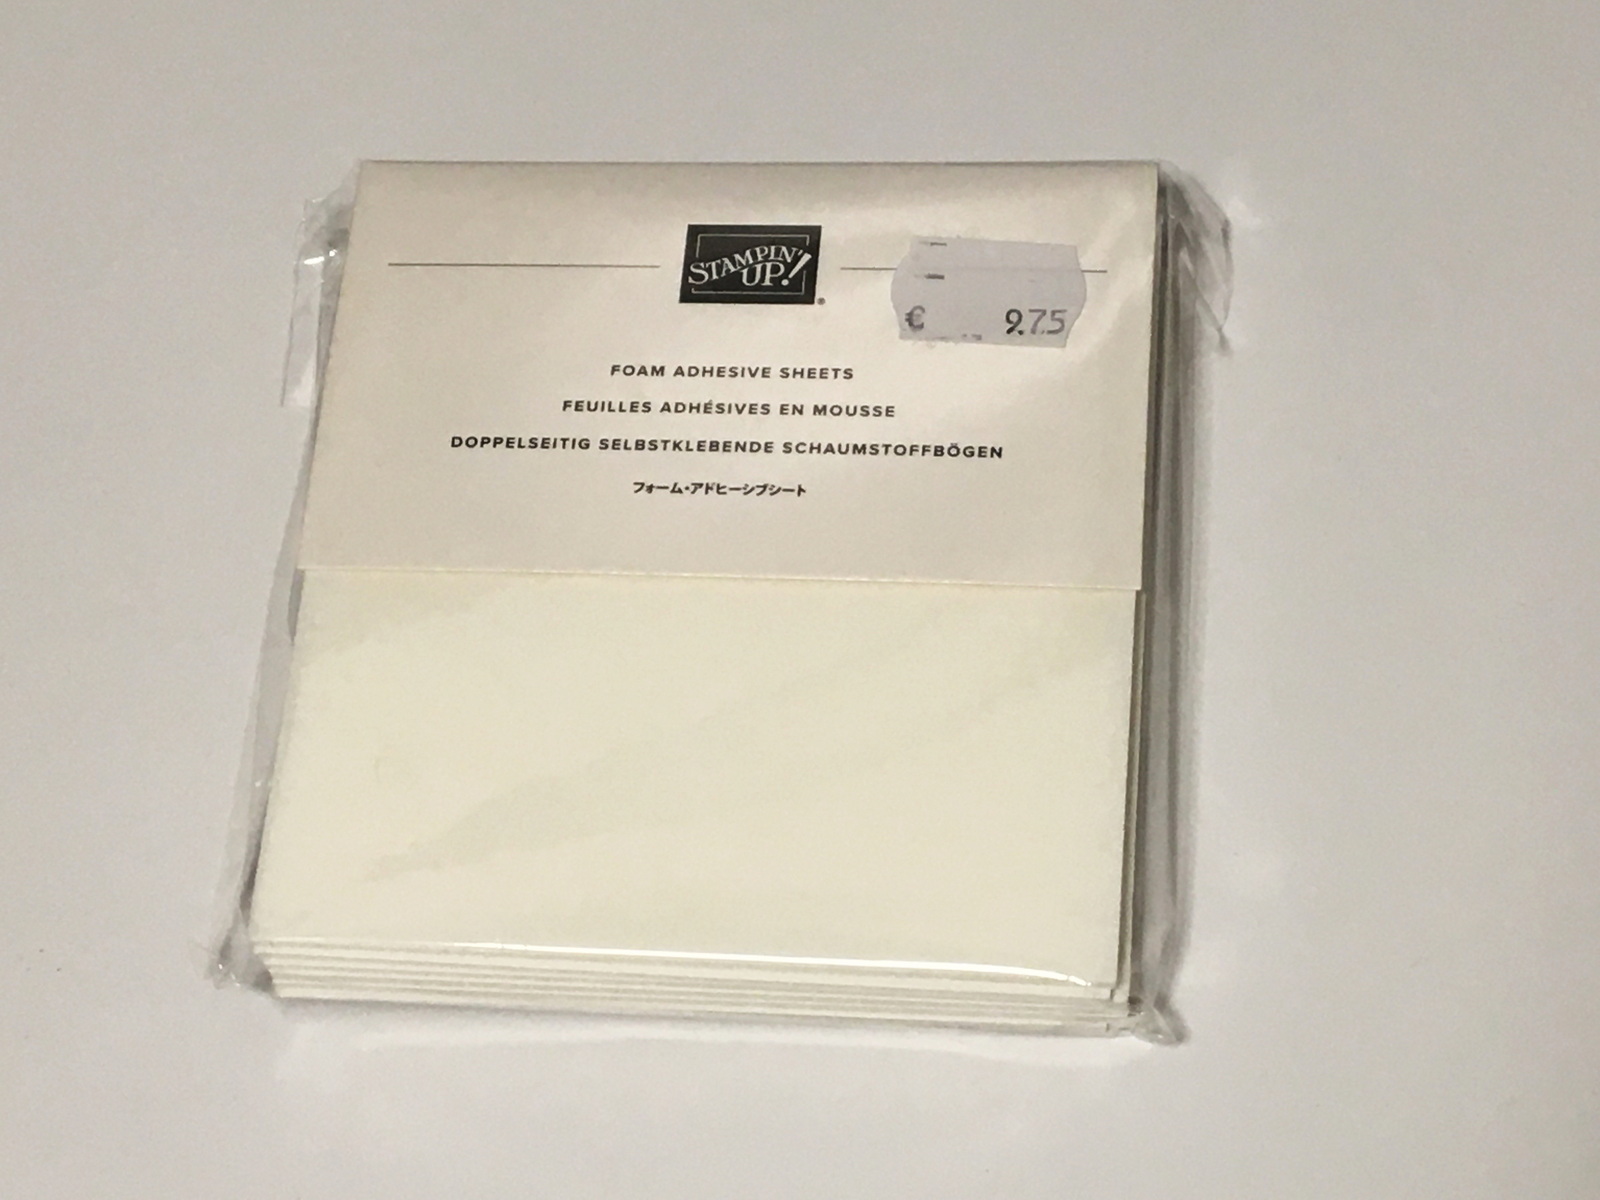 STAMPIN'
UP!
€ 9.75
FOAM ADHESIVE SHEETS
FEUILLES ADHÉSIVES EN MOUSSE
DOPPELSEITIG SELBSTKLEBENDE SCHAUMSTOFFBÖGEN
フォーム・アドヒーシブシート